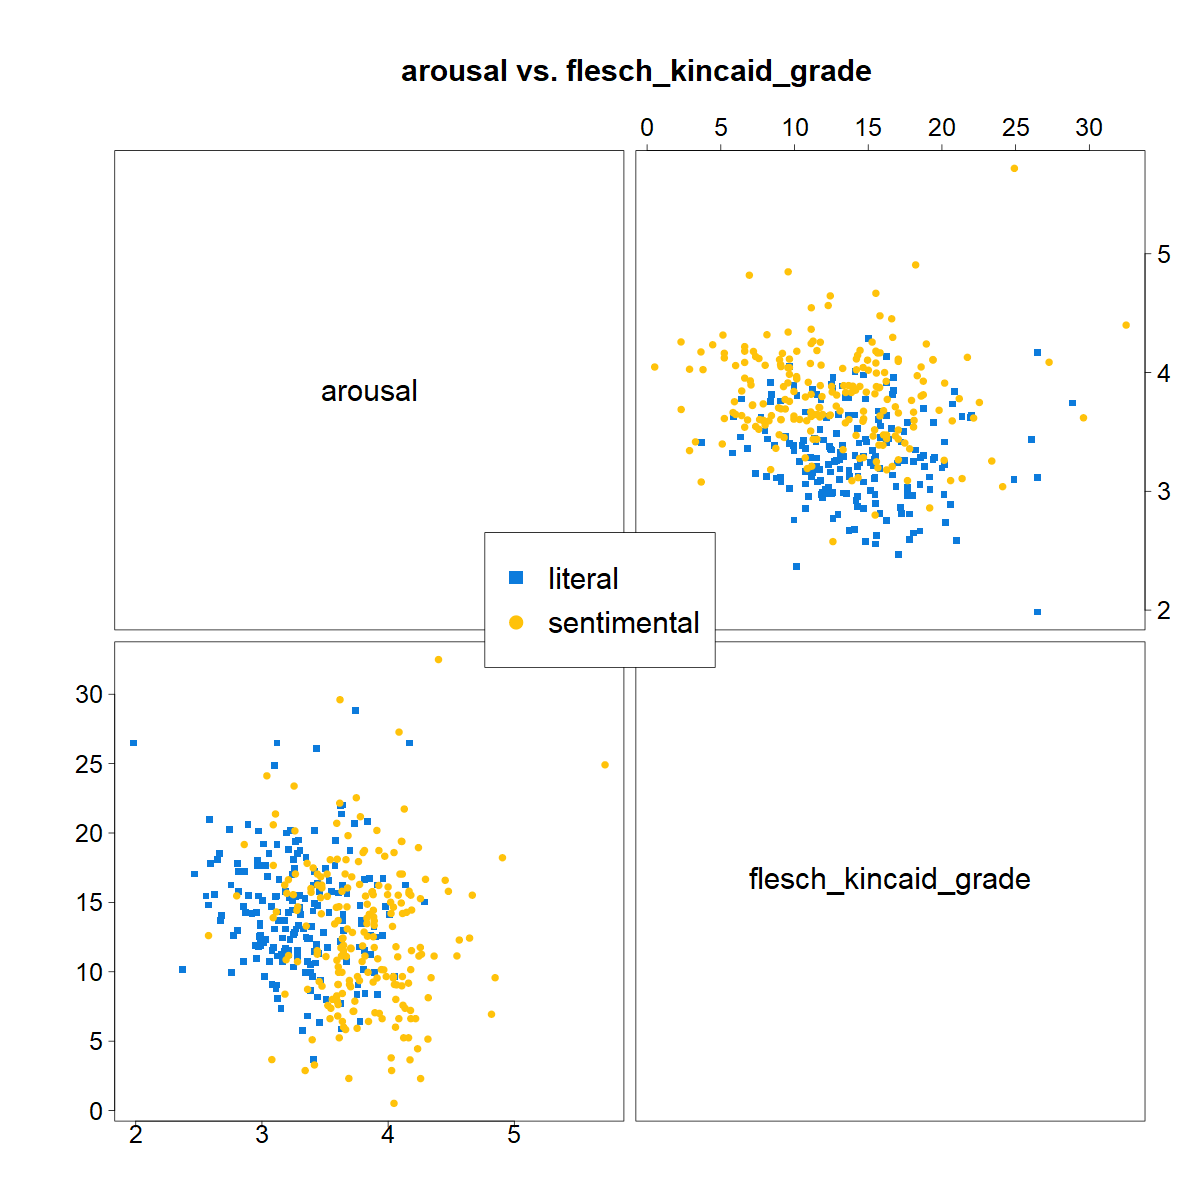 arousal vs. flesch_kincaid_grade
0 5 10 15 20 25 30
arousal
5
4
3
2
literal
sentimental
30
25
20
15
10
5
0
flesch_kincaid_grade
2 3 4 5